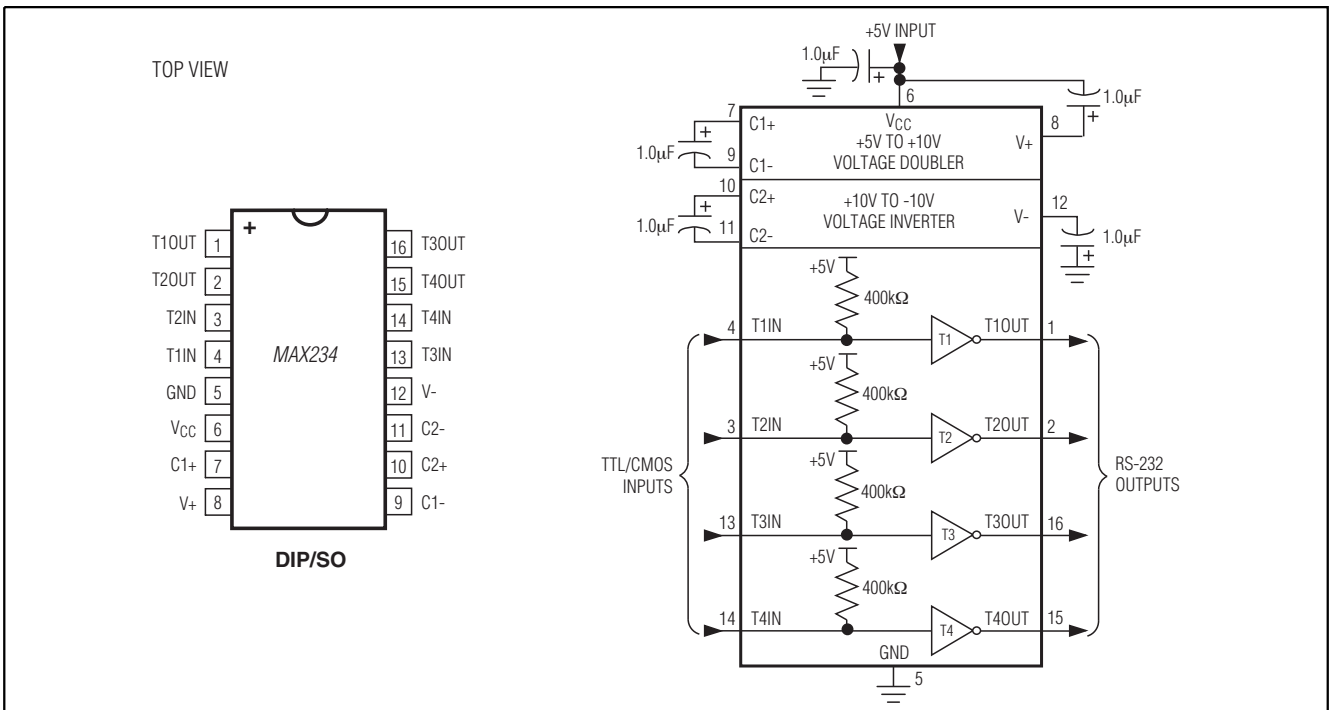 TOP VIEW
+
T1OUT 1
T2OUT 2
T2IN 3
T1IN 4
GND 5
VCC 6
C1+ 7
V+ 8
MAX234
16 T3OUT
15 T4OUT
14 T4IN
13 T3IN
12 V-
11 C2-
10 C2+
9 C1-
DIP/SO
+5V INPUT
1.0µF
+
6
1.0µF
+
7 C1+
VCC
+5V TO +10V
VOLTAGE DOUBLER
V+ 8
1.0µF
+
9 C1-
10 C2+
+10V TO -10V
VOLTAGE INVERTER
V- 12
1.0µF
+
11 C2-
1.0µF
+
+5V
400kΩ
4 T1IN T1 T1OUT 1
+5V
400kΩ
3 T2IN T2 T2OUT 2
TTL/CMOS
INPUTS
RS-232
OUTPUTS
+5V
400kΩ
13 T3IN T3 T3OUT 16
+5V
400kΩ
14 T4IN T4 T4OUT 15
GND
5